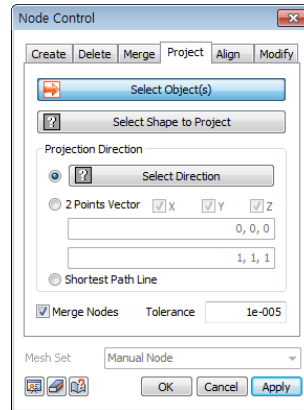 Node Control
Create Delete Merge Project Align Modify
Select Object(s)
Select Shape to Project
Projection Direction
Select Direction
2 Points Vector X Y Z
0, 0, 0
1, 1, 1
Shortest Path Line
Merge Nodes Tolerance 1e-005
Mesh Set Manual Node
OK Cancel Apply